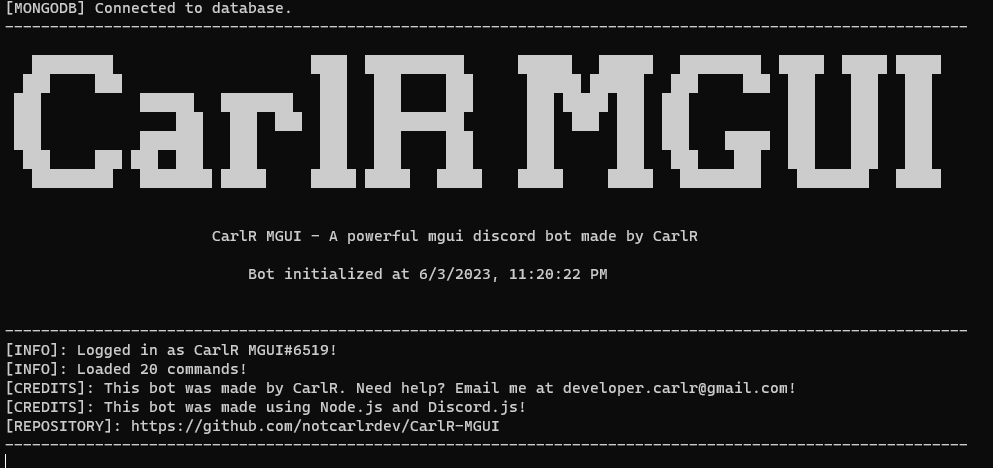 [MONGODB] Connected to database.
CarlR MGUI
CarlR MGUI - A powerful mgui discord bot made by CarlR
Bot initialized at 6/3/2023, 11:20:22 PM
[INFO]: Logged in as CarlR MGUI#6519!
[INFO]: Loaded 20 commands!
[CREDITS]: This bot was made by CarlR. Need help? Email me at developer.carlr@gmail.com!
[CREDITS]: This bot was made using Node.js and Discord.js!
[REPOSITORY]: https://github.com/notcarlrdev/CarlR-MGUI